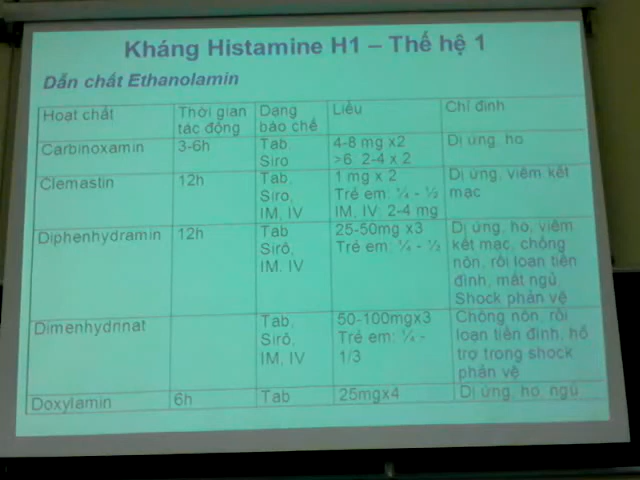 Kháng Histamine H1 – Thế hệ 1
Dẫn chất Ethanolamin
Hoạt chất Thời gian tác động Dạng bào chế Liều Chỉ định
Carbinoxamin 3-6h Tab, Siro 4-8 mg x2 >6: 2-4 x 2 Dị ứng, ho
Clemastin 12h Tab, Siro, IM, IV 1 mg x 2 Trẻ em: ¼ - ½ IM, IV: 2-4 mg Dị ứng, viêm kết mạc
Diphenhydramin 12h Tab Sirô, IM, IV 25-50mg x3 Trẻ em: ¼ - ½ Dị ứng, ho, viêm kết mạc, chống nôn, rối loạn tiền đình, mất ngủ, Shock phản vệ
Dimenhydrinat Tab, Sirô, IM, IV 50-100mgx3 Trẻ em: ¼ - 1/3 Chống nôn, rối loạn tiền đình, hổ trợ trong shock phản vệ
Doxylamin 6h Tab 25mgx4 Dị ứng, ho, ngủ